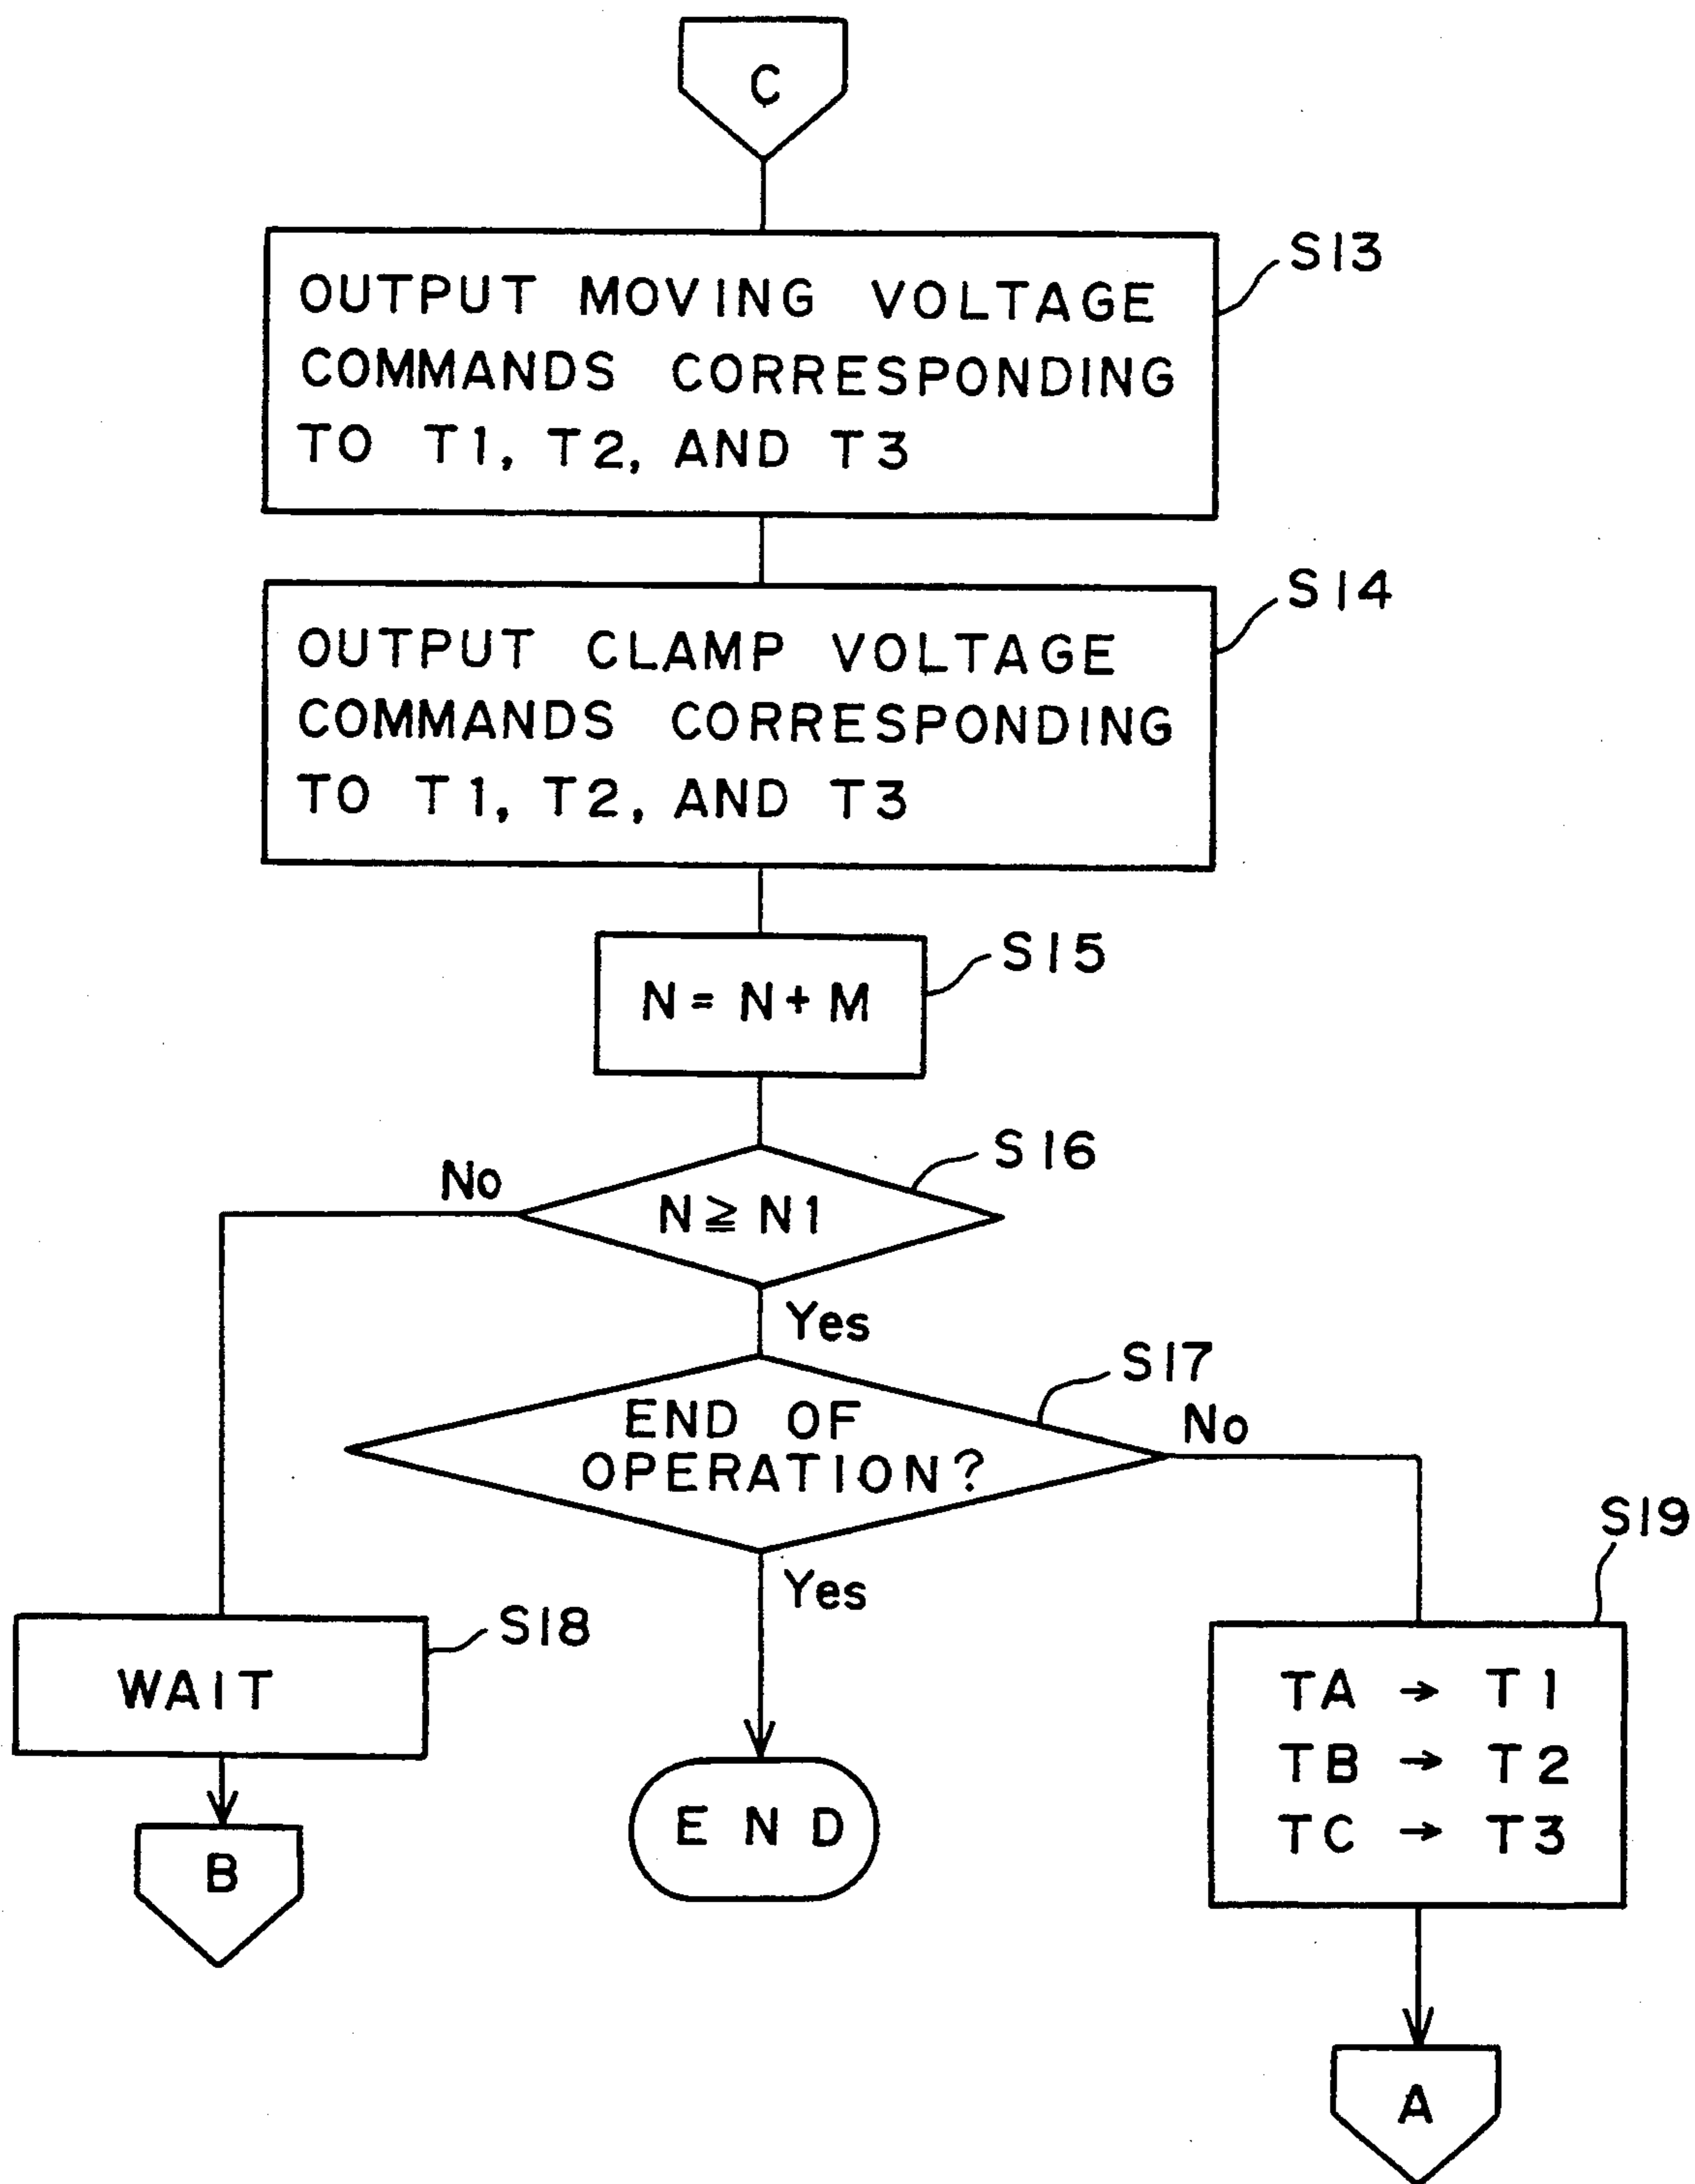 C
S13
OUTPUT MOVING VOLTAGE
COMMANDS CORRESPONDING
TO T1, T2, AND T3
S14
OUTPUT CLAMP VOLTAGE
COMMANDS CORRESPONDING
TO T1, T2, AND T3
S15
N = N + M
S16
No
N ≧ N1
Yes
S17
END OF
OPERATION?
No
S19
Yes
S18
WAIT
TA → T1
TB → T2
TC → T3
END
B
A